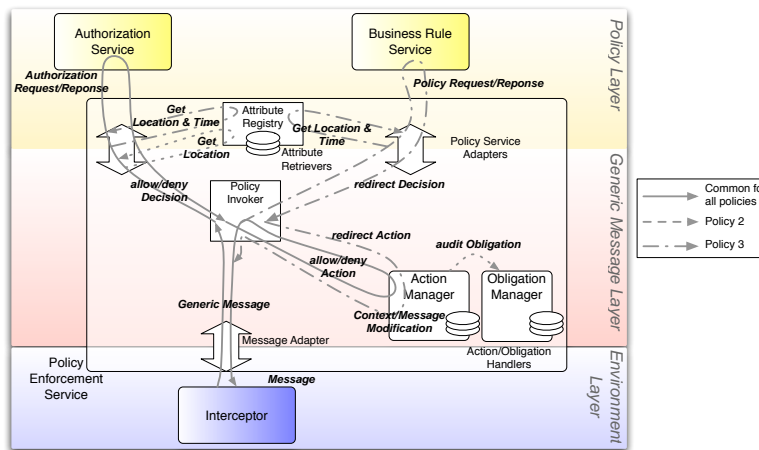 Authorization
Service
Business Rule
Service
Policy Layer
Authorization
Request/Reponse
Policy Request/Reponse
Get
Location & Time
Attribute
Registry
Get Location &
Time
Get
Location
Attribute
Retrievers
Policy Service
Adapters
allow/deny
Decision
Policy
Invoker
redirect Decision
Generic Message Layer
Common for
all policies
Policy 2
Policy 3
redirect Action
audit Obligation
allow/deny
Action
Action
Manager
Obligation
Manager
Generic Message
Context/Message
Modification
Message Adapter
Action/Obligation
Handlers
Policy
Enforcement
Service
Message
Environment
Layer
Interceptor